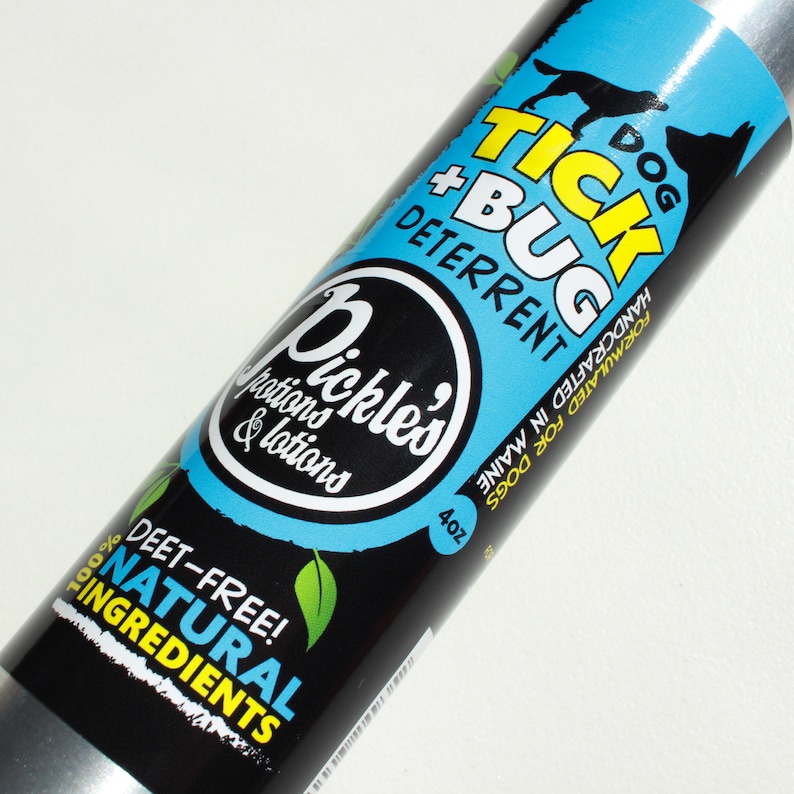 DOG
TICK
+BUG
DETERRENT
Pickle's
potions
& lotions
4oz
FORMULATED FOR DOGS
HANDCRAFTED IN MAINE
DEET-FREE!
100%
NATURAL
INGREDIENTS